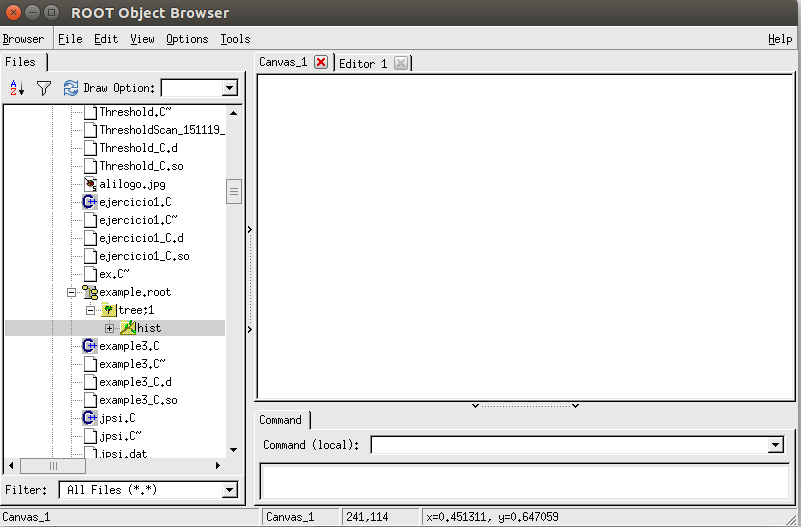 ROOT Object Browser
Browser File Edit View Options Tools Help
Files
Canvas_1 Editor 1
Draw Option:
Threshold.C~
ThresholdScan_151119_
Threshold_C.d
Threshold_C.so
alilogo.jpg
ejercicio1.C
ejercicio1.C~
ejercicio1_C.d
ejercicio1_C.so
ex.C~
example.root
tree;1
hist
example3.C
example3.C~
example3_C.d
example3_C.so
jpsi.C
jpsi.C~
jpsi.dat
Filter: All Files (*.*)
Command
Command (local):
Canvas_1 Canvas_1 241,114 x=0.451311, y=0.647059